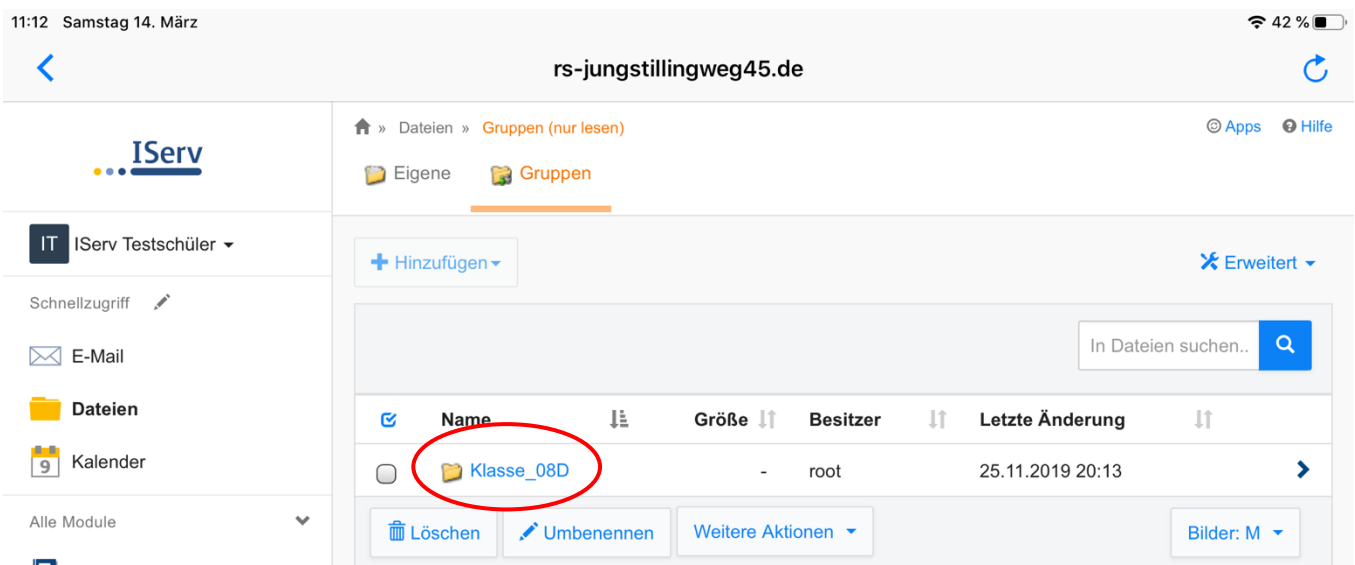 11:12 Samstag 14. März 42 %
rs-jungstillingweg45.de
IServ
» Dateien » Gruppen (nur lesen) Apps Hilfe
Eigene Gruppen
IT IServ Testschüler
Hinzufügen Erweitert
Schnellzugriff
In Dateien suchen..
E-Mail
Dateien
Name Größe Besitzer Letzte Änderung
9 Kalender
Klasse_08D - root 25.11.2019 20:13
Alle Module
Löschen Umbenennen Weitere Aktionen Bilder: M